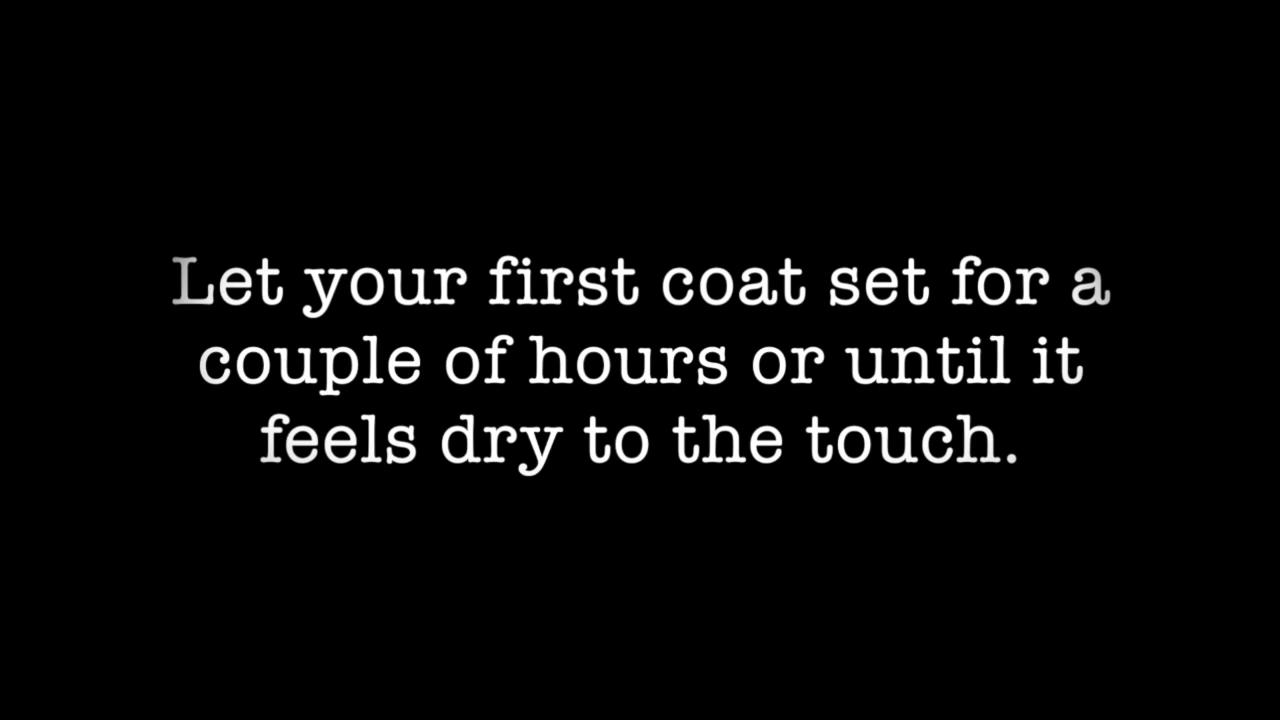 Let your first coat set for a
couple of hours or until it
feels dry to the touch.